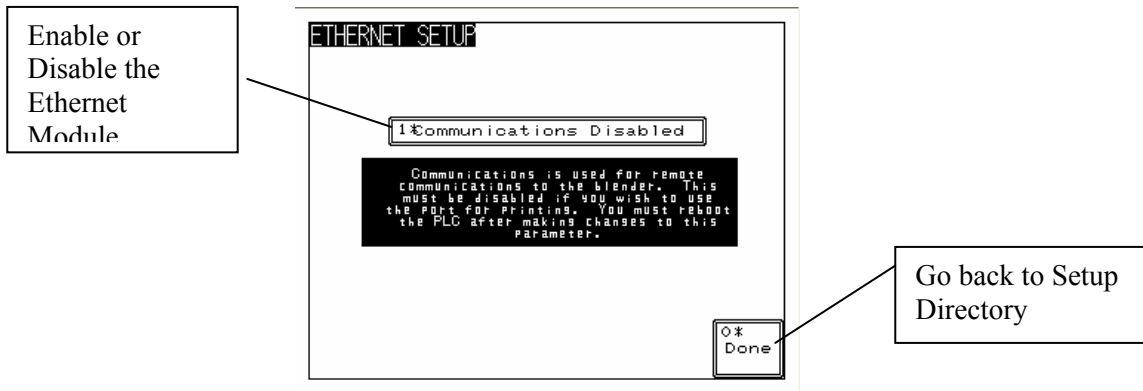 Enable or
Disable the
Ethernet
Module
ETHERNET SETUP
1*Communications Disabled
Communications is used for remote
communications to the blender. This
must be disabled if you wish to use
the port for printing. You must reboot
the PLC after making changes to this
parameter.
Go back to Setup
Directory
0*
Done